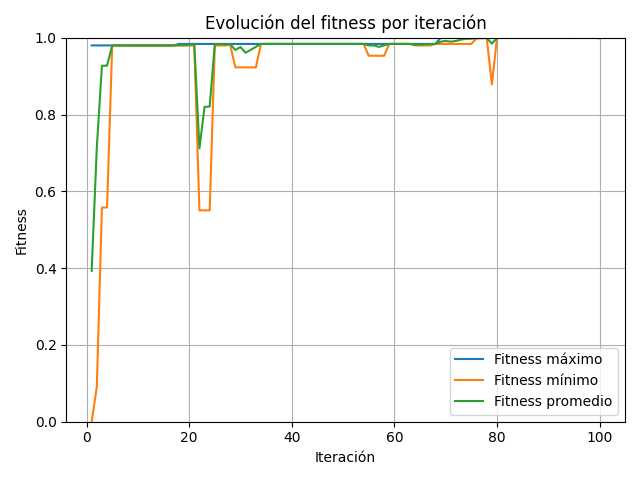 Evolución del fitness por iteración
1.0
0.8
0.6
0.4
0.2
0.0
Fitness
0 20 40 60 80 100
Iteración
Fitness máximo
Fitness mínimo
Fitness promedio